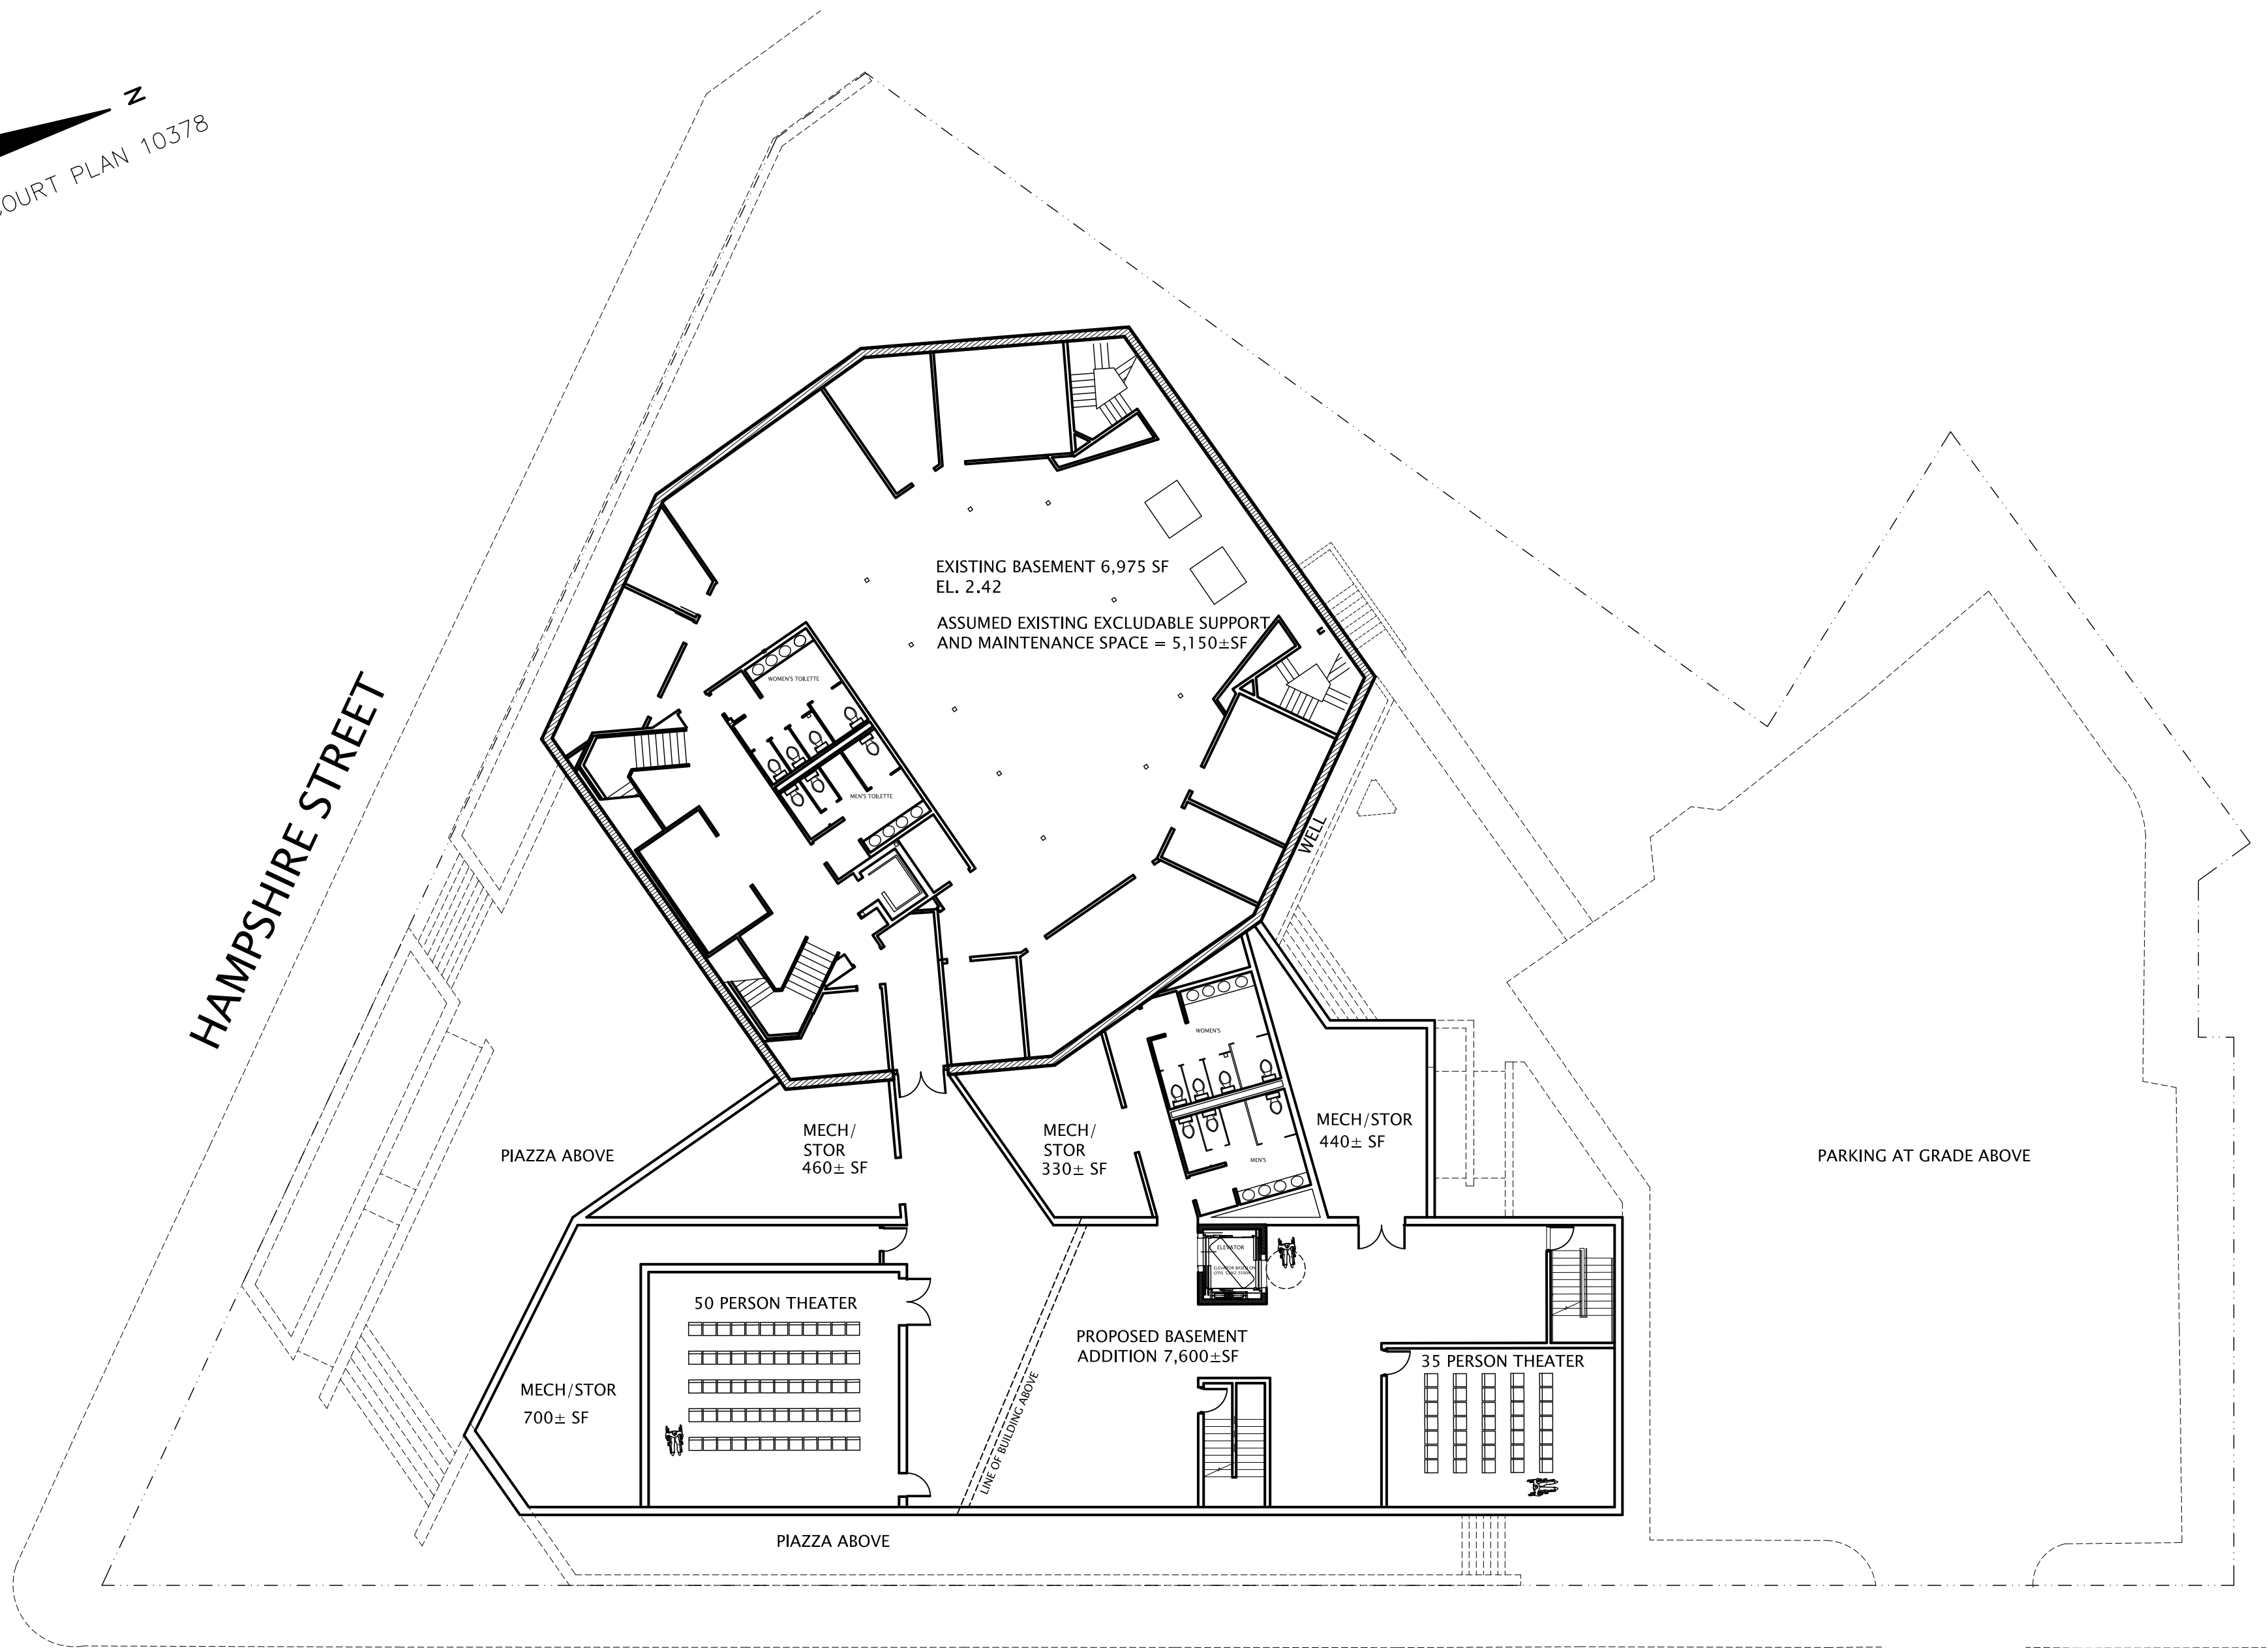 N
COURT PLAN 10378
HAMPSHIRE STREET
EXISTING BASEMENT 6,975 SF
EL. 2.42
ASSUMED EXISTING EXCLUDABLE SUPPORT
AND MAINTENANCE SPACE = 5,150±SF
WOMEN'S TOILETTE
MEN'S TOILETTE
WELL
WOMEN'S
MEN'S
MECH/
STOR
460± SF
MECH/
STOR
330± SF
MECH/STOR
440± SF
PIAZZA ABOVE
PARKING AT GRADE ABOVE
ELEVATOR
ELEVATOR BASED ON
50 PERSON THEATER
PROPOSED BASEMENT
ADDITION 7,600±SF
35 PERSON THEATER
MECH/STOR
700± SF
LINE OF BUILDING ABOVE
PIAZZA ABOVE